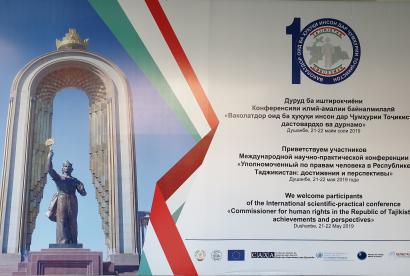 10
Дуруд ба иштирокчиёни
Конференсияи илмӣ-амалии байналмилалӣ
«Ваколатдор оид ба ҳуқуқи инсон дар Ҷумҳурии Тоҷикистон:
дастовардҳо ва дурнамо»
Душанбе, 21-22 майи соли 2019
Приветствуем участников
Международной научно-практической конференции
«Уполномоченный по правам человека в Республике
Таджикистан: достижения и перспективы»
Душанбе, 21-22 мая 2019 года
We welcome participants
of the International scientific-practical conference
«Commissioner for human rights in the Republic of Tajikistan:
achievements and perspectives»
Dushanbe, 21-22 May 2019